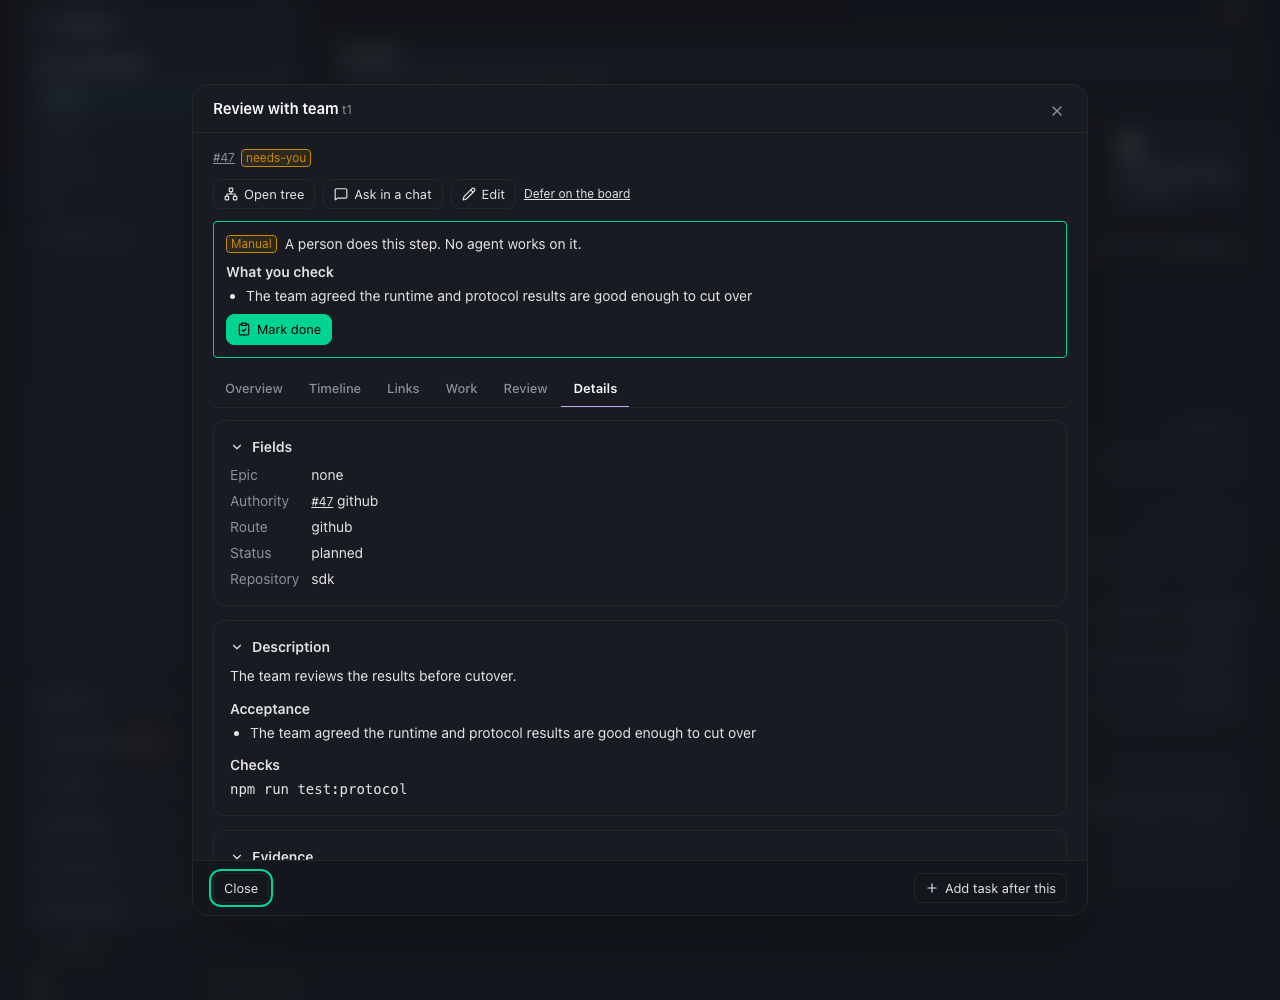 Review with team t1
#47 needs-you
Open tree Ask in a chat Edit Defer on the board
Manual A person does this step. No agent works on it.
What you check
• The team agreed the runtime and protocol results are good enough to cut over
Mark done
Overview Timeline Links Work Review Details
Fields
Epic none
Authority #47 github
Route github
Status planned
Repository sdk
Description
The team reviews the results before cutover.
Acceptance
• The team agreed the runtime and protocol results are good enough to cut over
Checks
npm run test:protocol
Evidence
Close + Add task after this